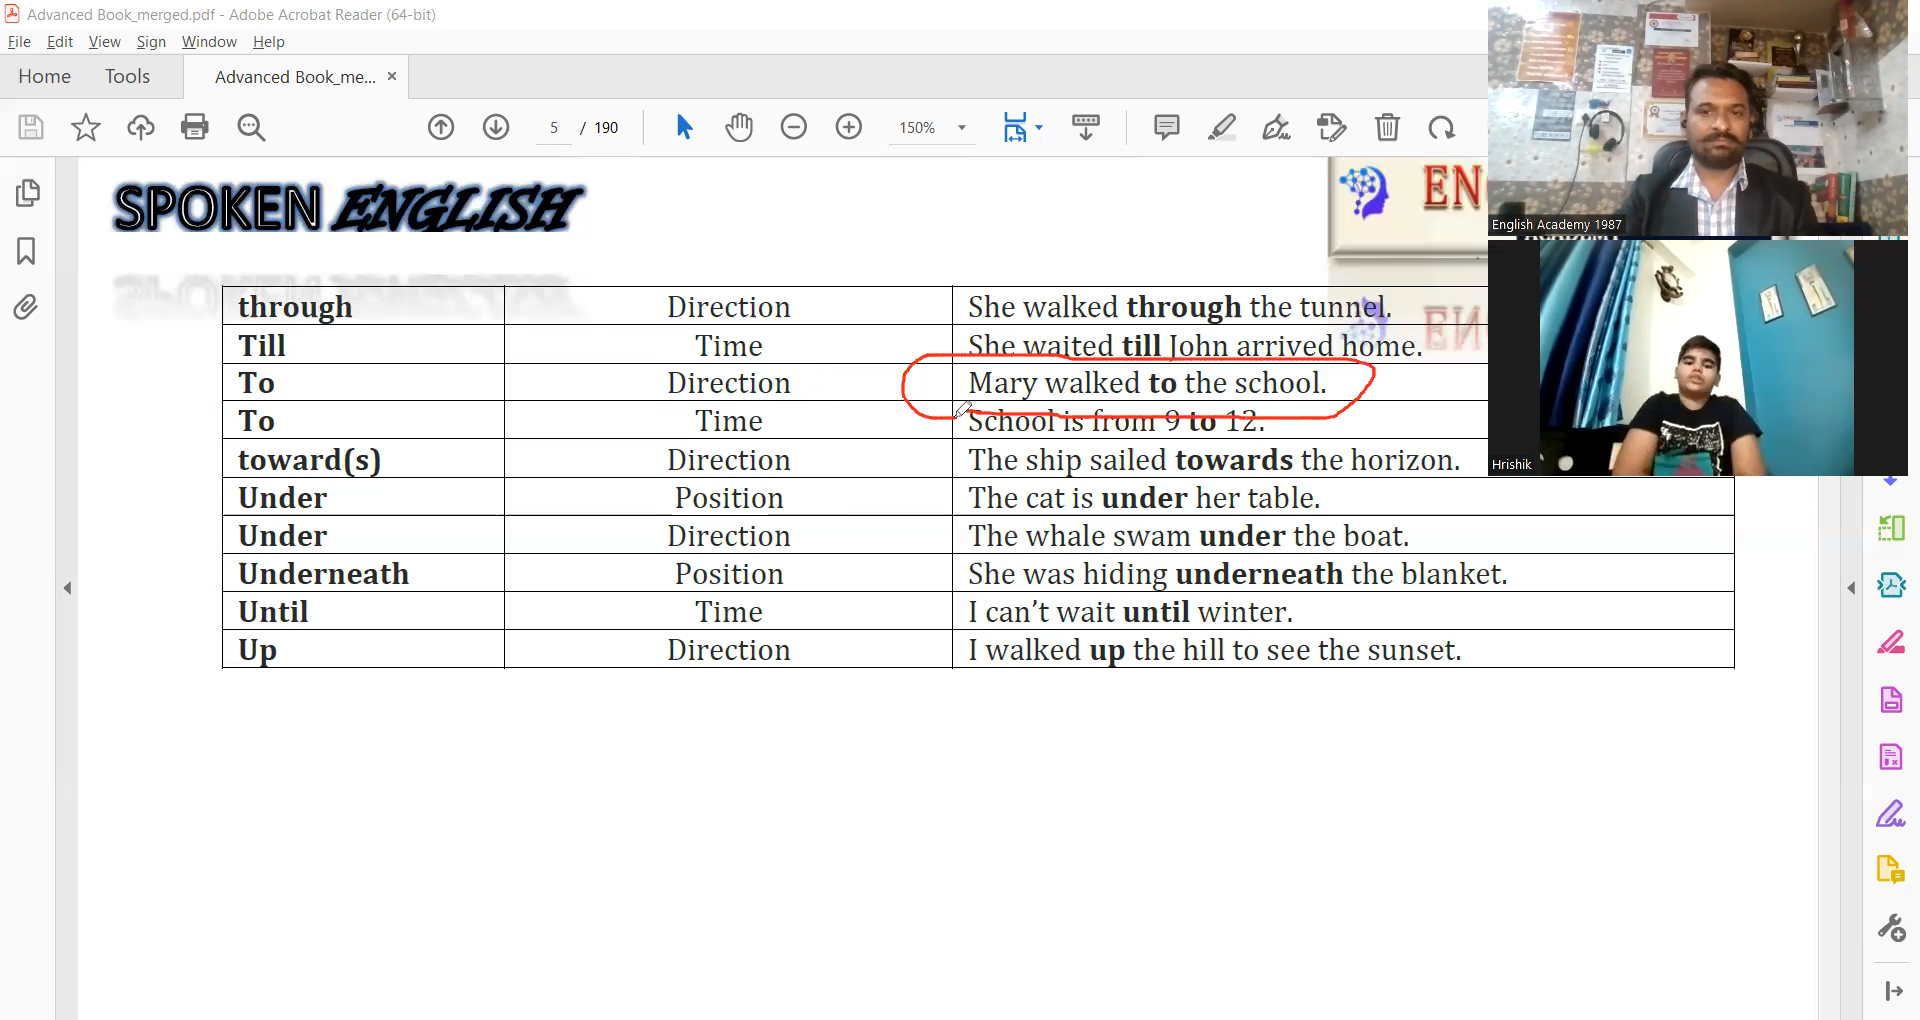 Advanced Book_merged.pdf - Adobe Acrobat Reader (64-bit)
File Edit View Sign Window Help
Home Tools Advanced Book_me... ×
5 / 190 150%
SPOKEN ENGLISH
EN
English Academy 1987
through Direction She walked through the tunnel.
Till Time She waited till John arrived home.
To Direction Mary walked to the school.
To Time School is from 9 to 12.
toward(s) Direction The ship sailed towards the horizon.
Hrishik
Under Position The cat is under her table.
Under Direction The whale swam under the boat.
Underneath Position She was hiding underneath the blanket.
Until Time I can’t wait until winter.
Up Direction I walked up the hill to see the sunset.